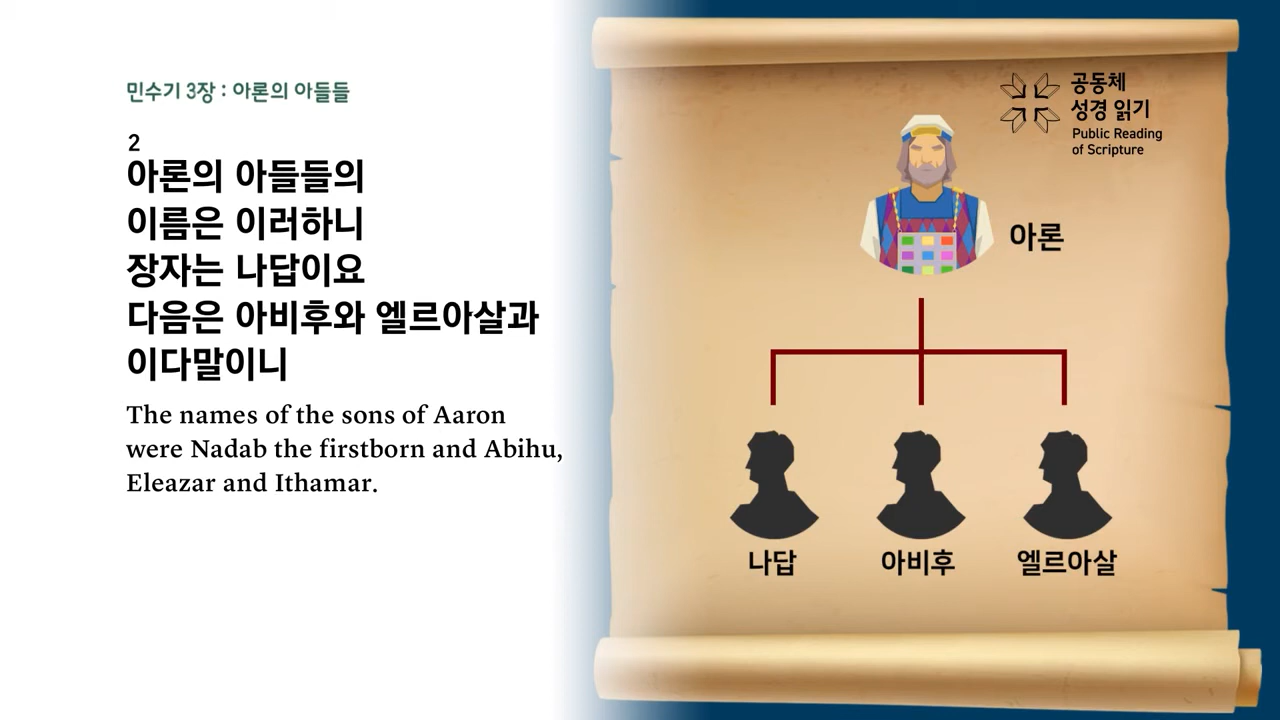 민수기 3장 : 아론의 아들들
2
아론의 아들들의
이름은 이러하니
장자는 나답이요
다음은 아비후와 엘르아살과
이다말이니
The names of the sons of Aaron
were Nadab the firstborn and Abihu,
Eleazar and Ithamar.
공동체
성경 읽기
Public Reading
of Scripture
아론
나답
아비후
엘르아살